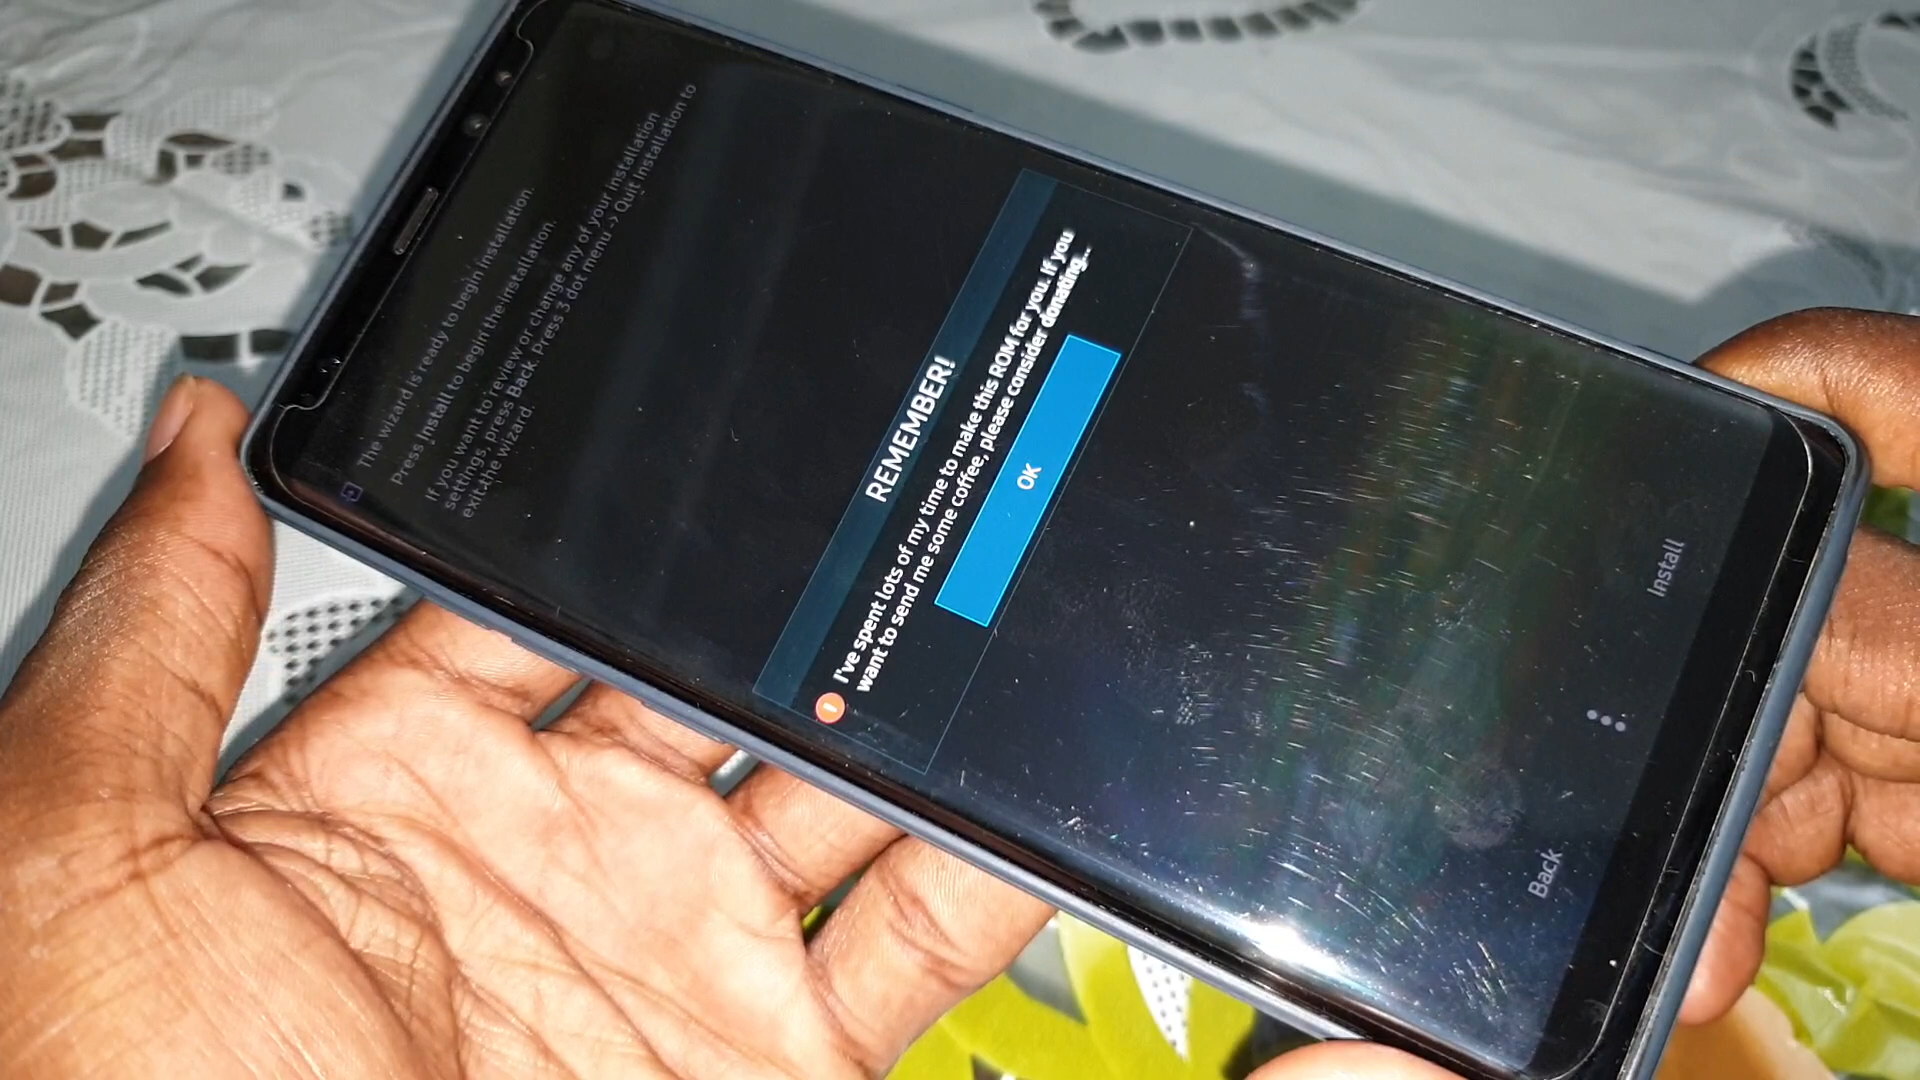 The wizard is ready to begin installation.
Press Install to begin the installation.
If you want to review or change any of your installation
settings, press Back. Press 3 dot menu -> Quit Installation to
exit the wizard.
REMEMBER!
I've spent lots of my time to make this ROM for you. If you
want to send me some coffee, please consider donating...
OK
Back
Install